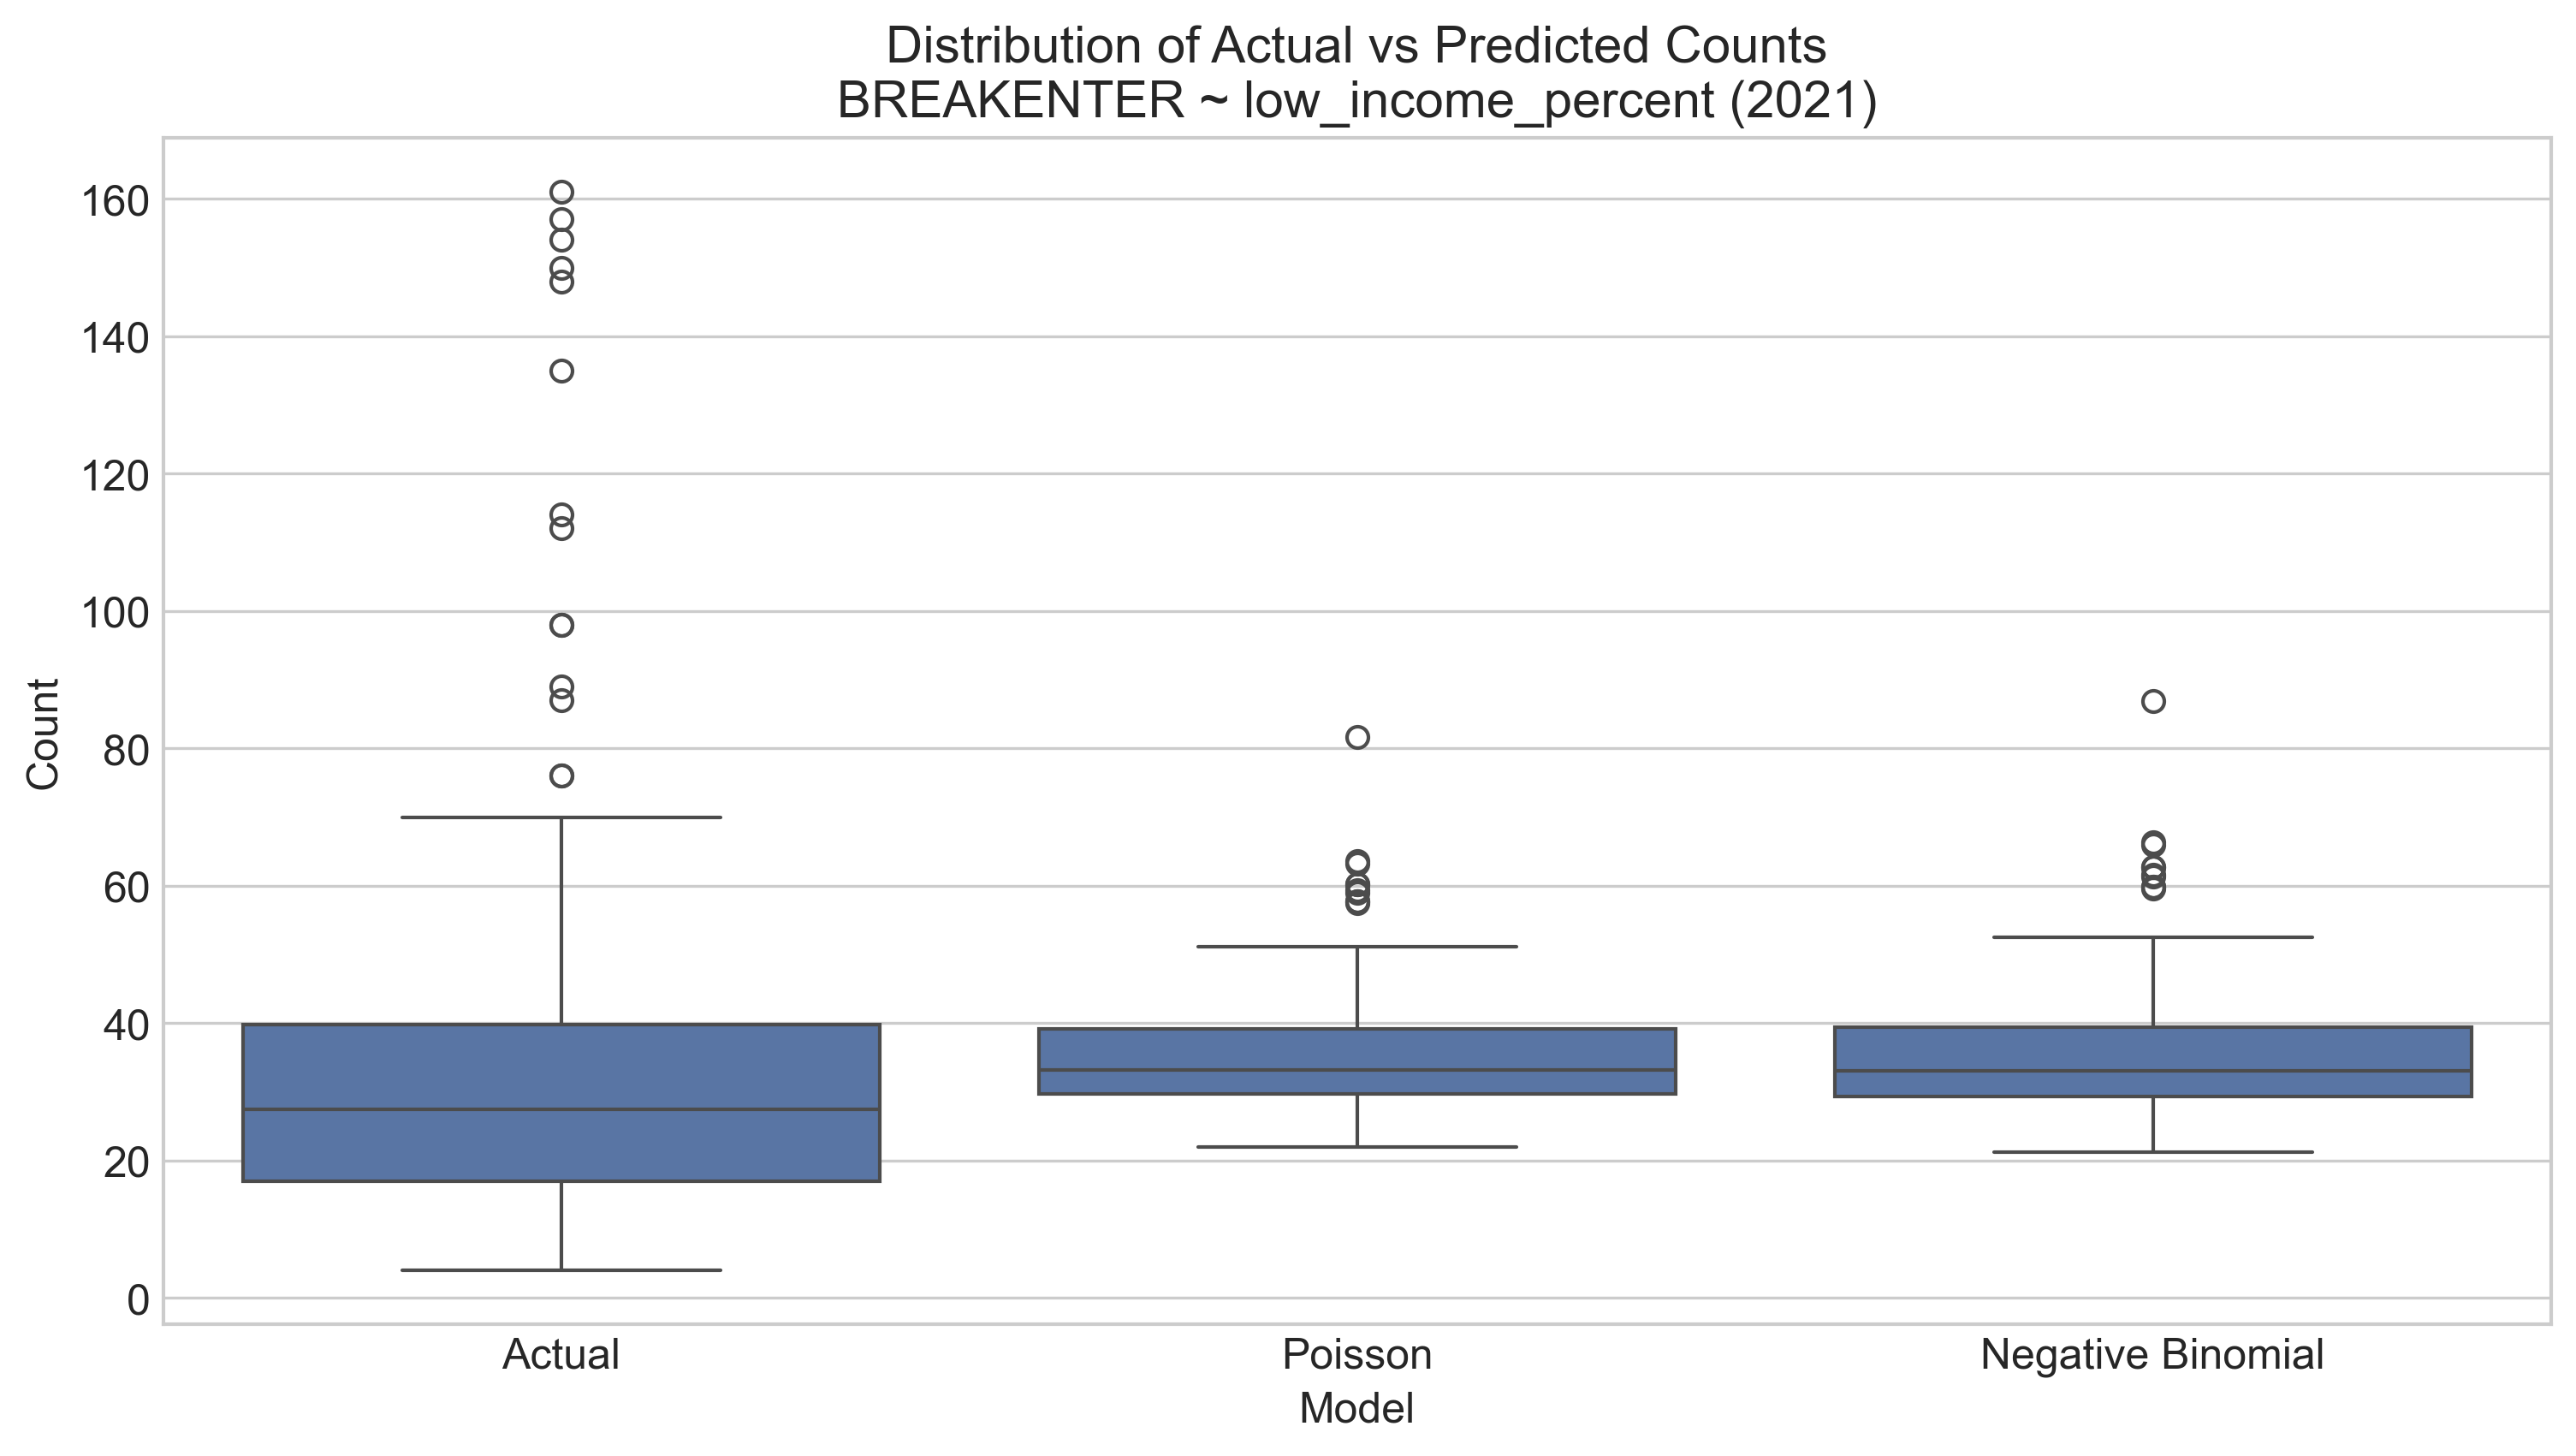 Distribution of Actual vs Predicted Counts
BREAKENTER ~ low_income_percent (2021)
160
140
120
100
80
60
40
20
0
Count
Actual
Poisson
Negative Binomial
Model